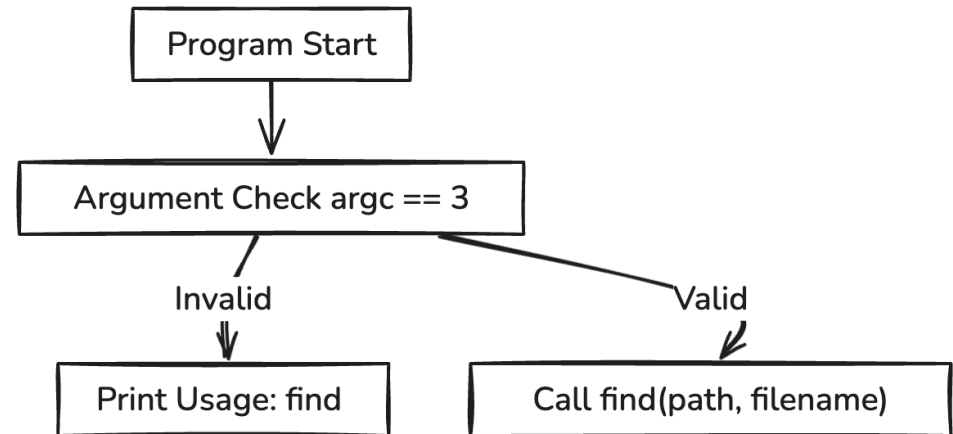 Program Start
Argument Check argc == 3
Invalid
Valid
Print Usage: find
Call find(path, filename)